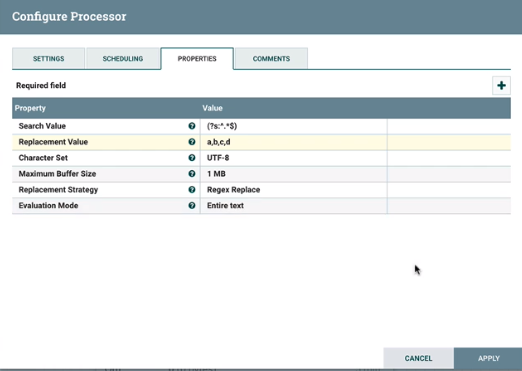 Configure Processor
SETTINGS
SCHEDULING
PROPERTIES
COMMENTS
Required field
Property Value
Search Value (?s:^.*$)
Replacement Value a,b,c,d
Character Set UTF-8
Maximum Buffer Size 1 MB
Replacement Strategy Regex Replace
Evaluation Mode Entire text
CANCEL
APPLY